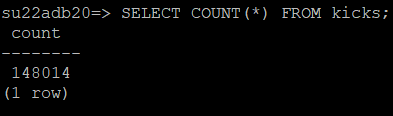 su22adb20=> SELECT COUNT(*) FROM kicks;
 count
--------
 148014
(1 row)